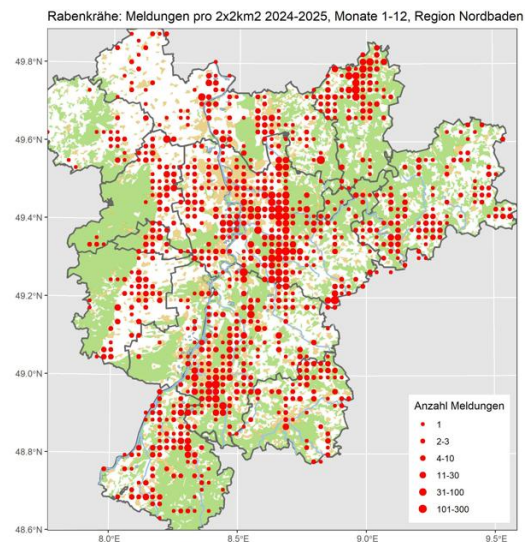 Rabenkrähe: Meldungen pro 2x2km2 2024-2025, Monate 1-12, Region Nordbaden
49.8°N
49.6°N
49.4°N
49.2°N
49.0°N
48.8°N
48.6°N
8.0°E
8.5°E
9.0°E
9.5°E
Anzahl Meldungen
1
2-3
4-10
11-30
31-100
101-300